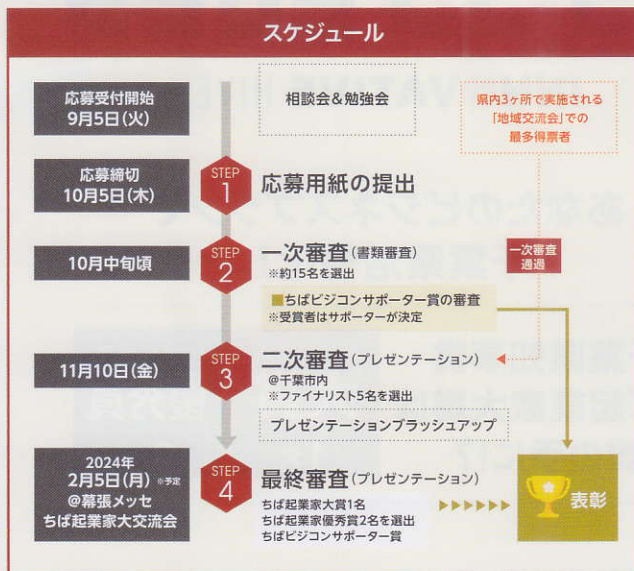 スケジュール
応募受付開始
9月5日(火)
相談会&勉強会
県内3ヶ所で実施される
「地域交流会」での
最多得票者
応募締切
10月5日(木)
STEP
1
応募用紙の提出
10月中旬頃
STEP
2
一次審査(書類審査)
※約15名を選出
一次審査
通過
■ちばビジコンサポーター賞の審査
※受賞者はサポーターが決定
11月10日(金)
STEP
3
二次審査(プレゼンテーション)
@千葉市内
※ファイナリスト5名を選出
プレゼンテーションブラッシュアップ
2024年
2月5日(月) ※予定
@幕張メッセ
ちば起業家大交流会
STEP
4
最終審査(プレゼンテーション)
ちば起業家大賞1名
ちば起業家優秀賞2名を選出
ちばビジコンサポーター賞
表彰